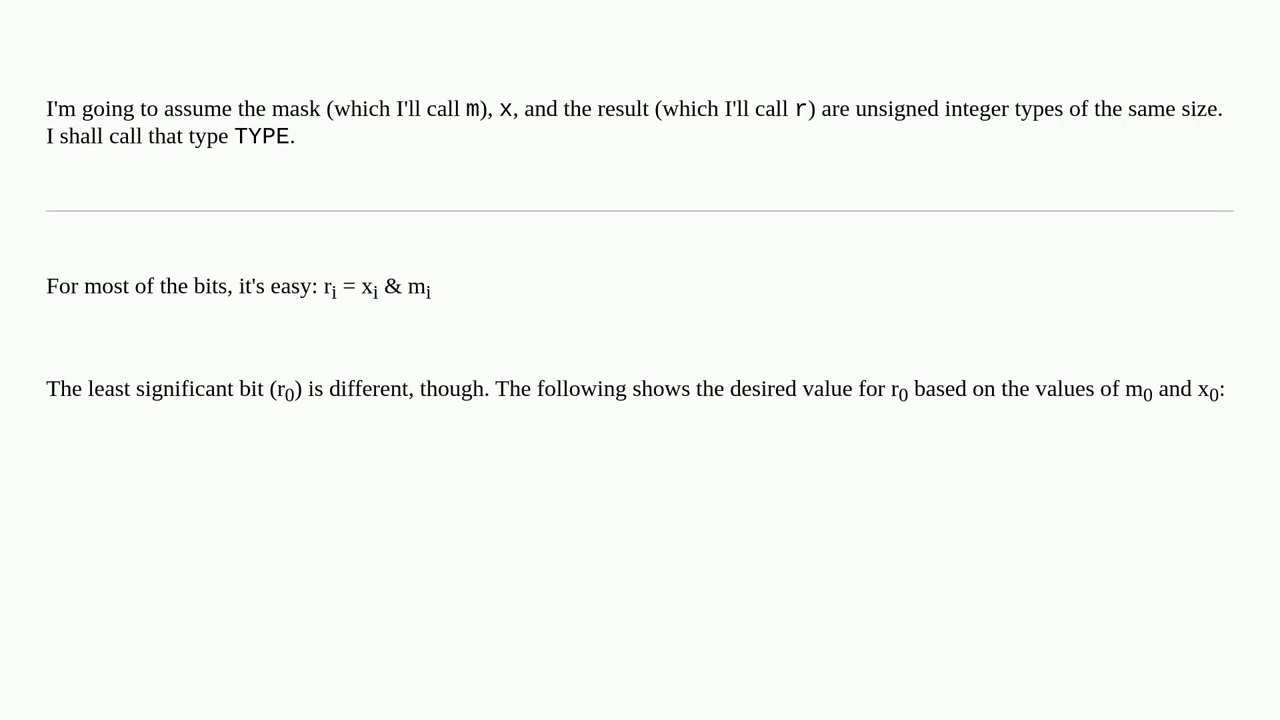 I'm going to assume the mask (which I'll call m), x, and the result (which I'll call r) are unsigned integer types of the same size.
I shall call that type TYPE.
For most of the bits, it's easy: rᵢ = xᵢ & mᵢ
The least significant bit (r₀) is different, though. The following shows the desired value for r₀ based on the values of m₀ and x₀: